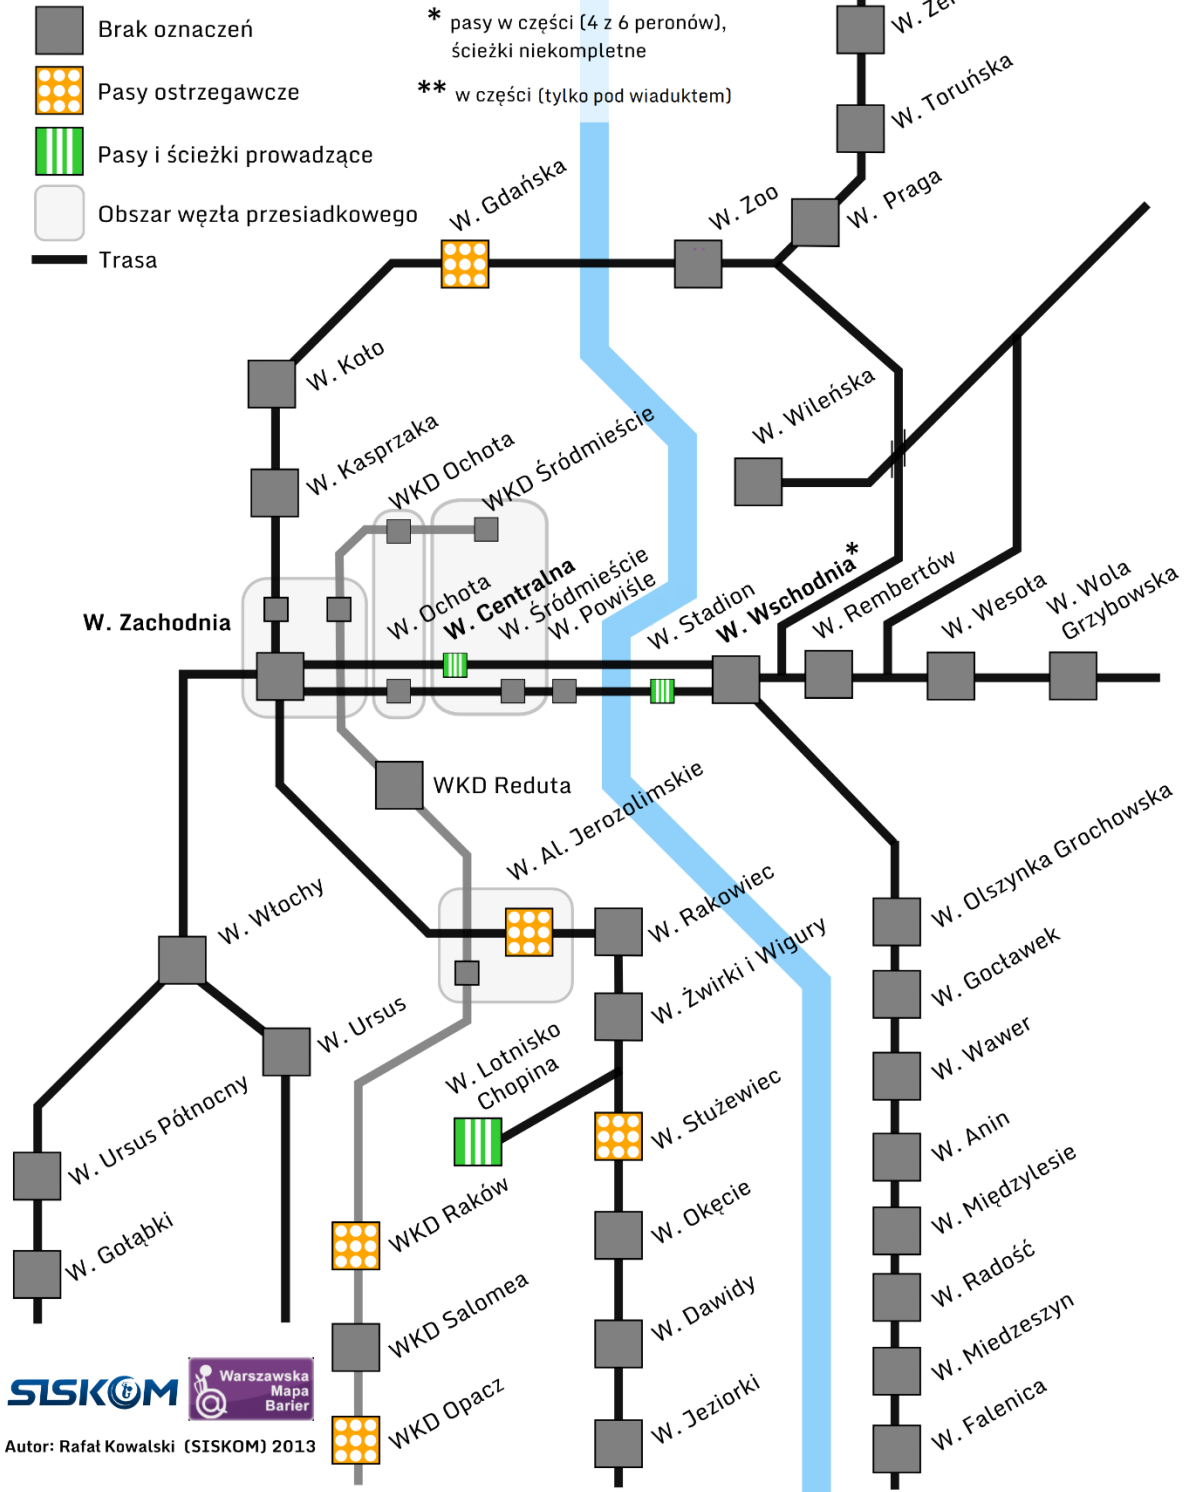 Brak oznaczeń
Pasy ostrzegawcze
Pasy i ścieżki prowadzące
Obszar węzła przesiadkowego
Trasa
* pasy w części (4 z 6 peronów),
ścieżki niekompletne
** w części (tylko pod wiaduktem)
W. Toruńska
W. Praga
W. Zoo
W. Gdańska
W. Koło
W. Kasprzaka
WKD Ochota
WKD Śródmieście
W. Wileńska
W. Zachodnia
W. Ochota
W. Centralna
W. Śródmieście
W. Powiśle
W. Stadion
W. Wschodnia*
W. Rembertów
W. Wesoła
W. Wola
Grzybowska
WKD Reduta
W. Al. Jerozolimskie
W. Rakowiec
W. Żwirki i Wigury
W. Olszynka Grochowska
W. Gocławek
W. Wawer
W. Anin
W. Międzylesie
W. Radość
W. Miedzeszyn
W. Falenica
W. Włochy
W. Ursus
W. Ursus Północny
W. Gołąbki
W. Lotnisko
Chopina
W. Służewiec
W. Okęcie
W. Dawidy
W. Jeziorki
WKD Raków
WKD Salomea
WKD Opacz
SISKOM
Warszawska
Mapa
Barier
Autor: Rafał Kowalski (SISKOM) 2013